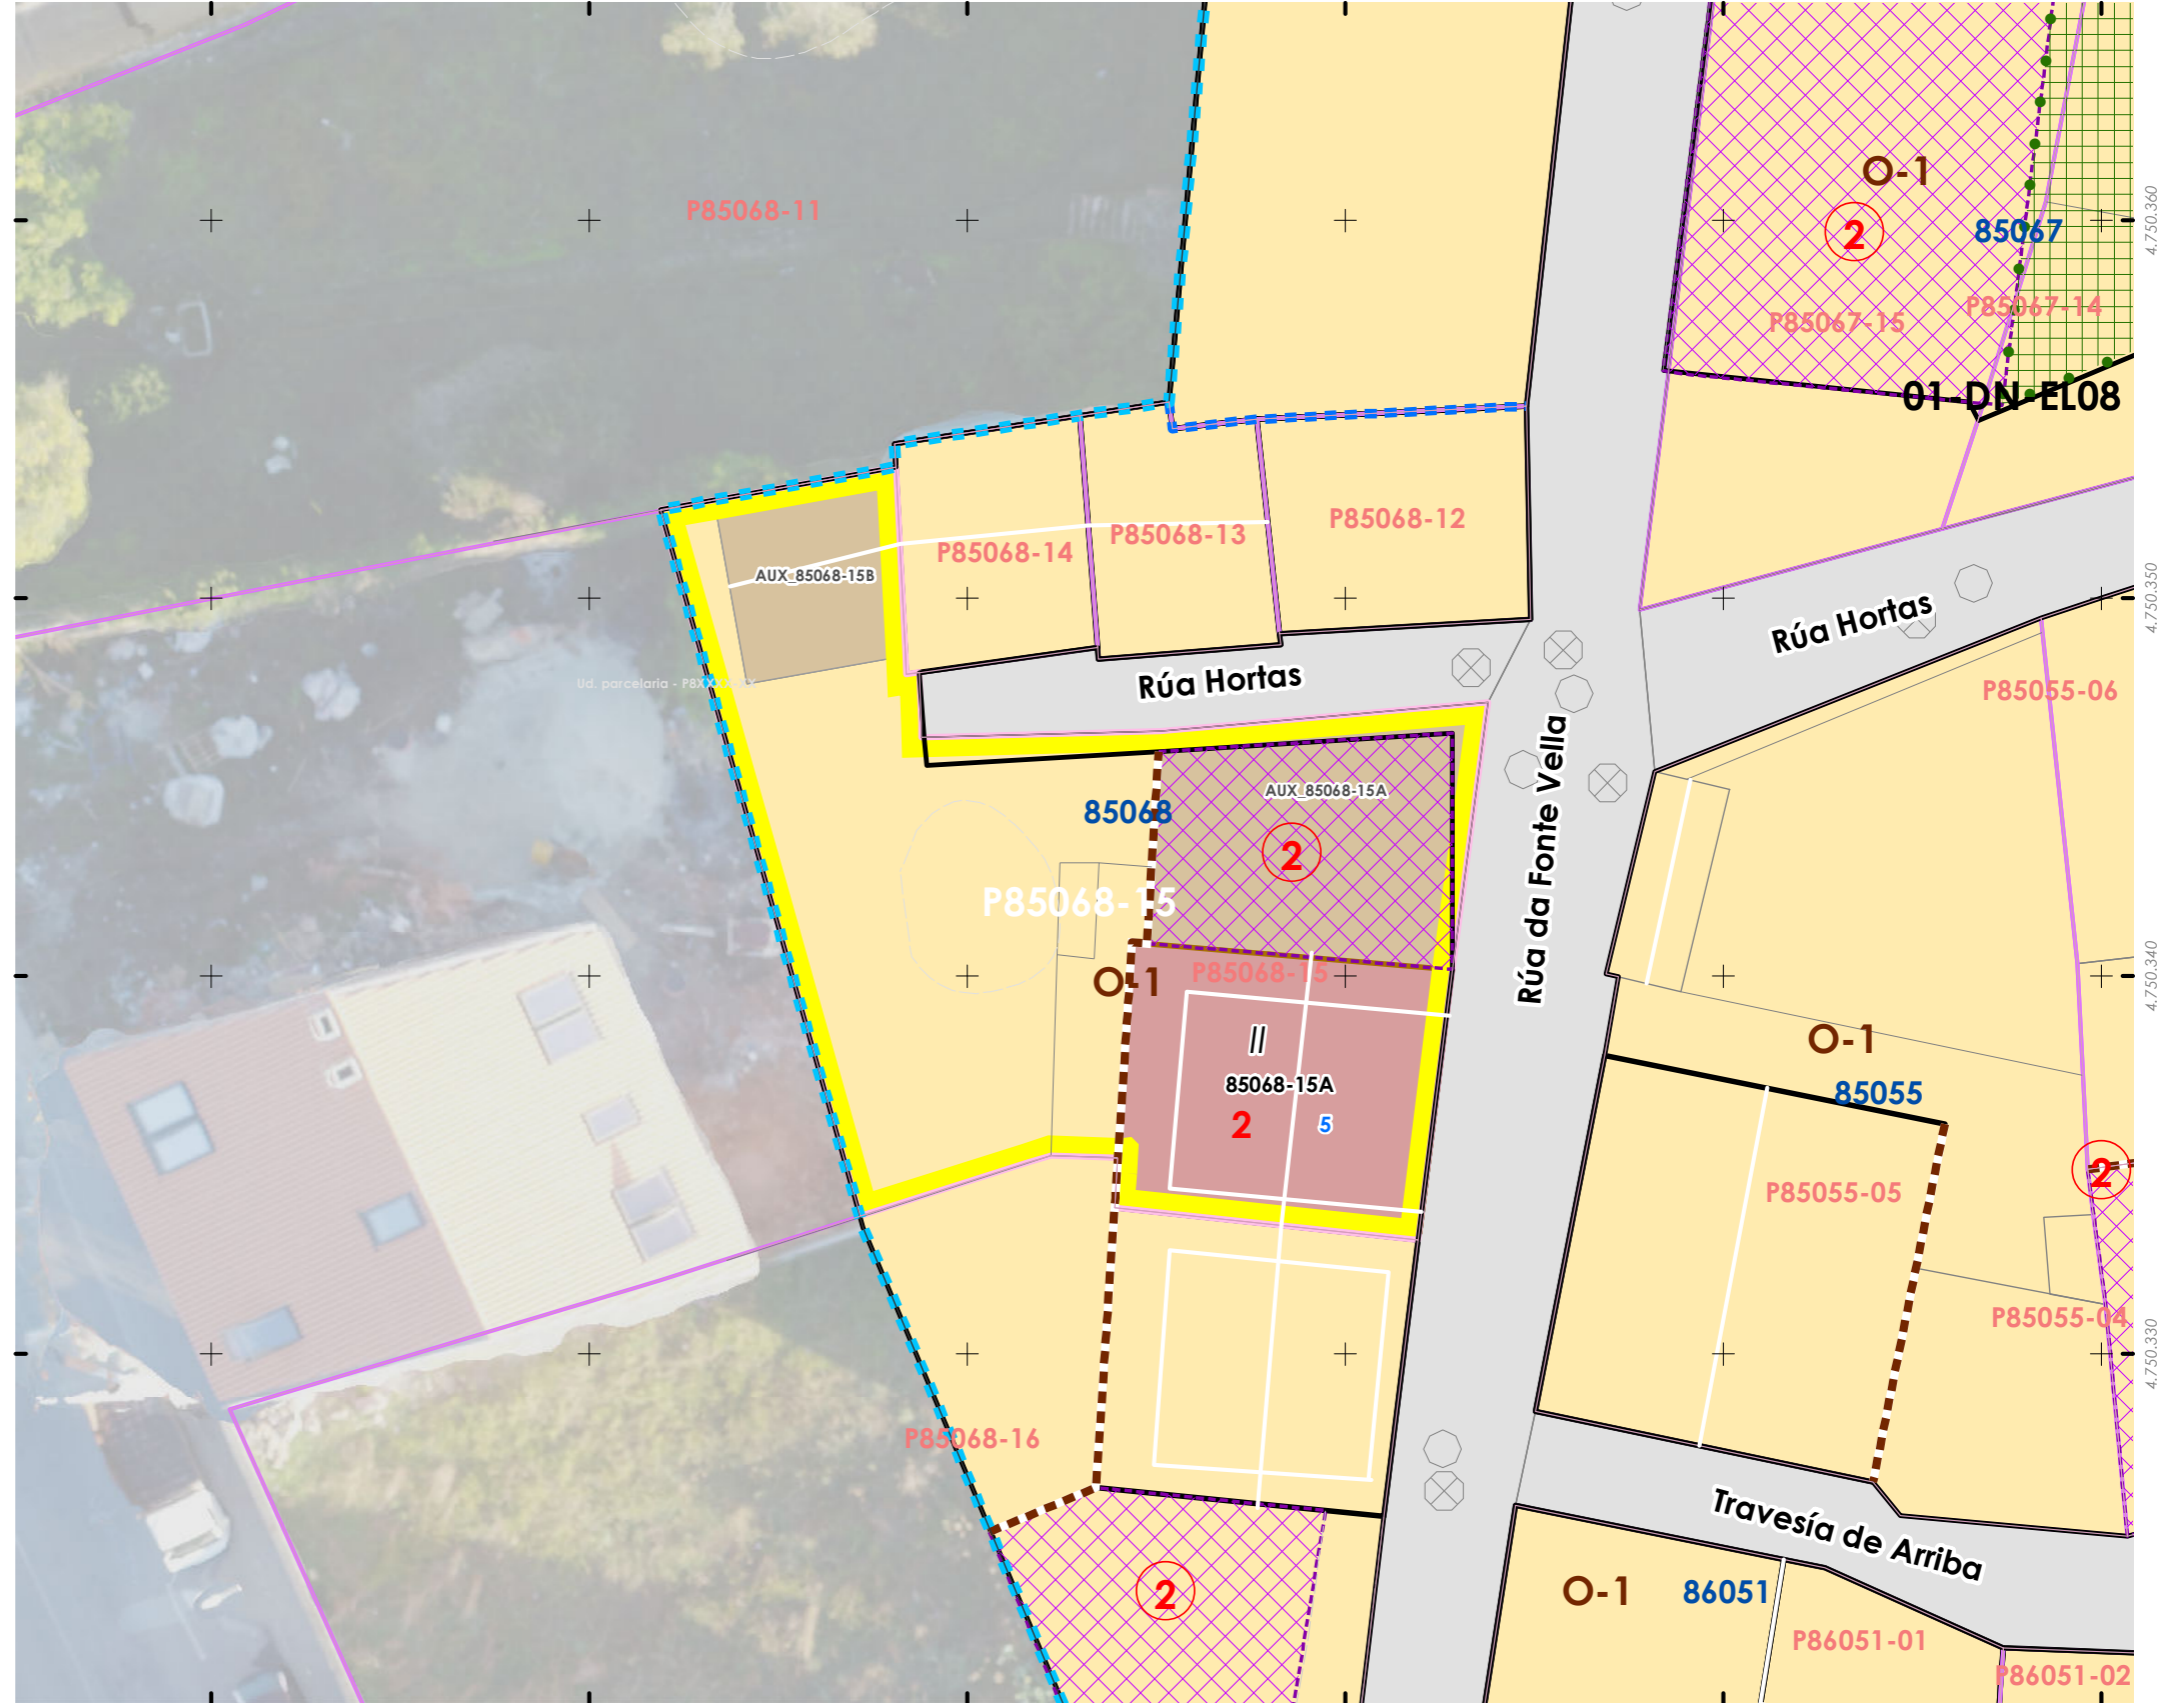 P85068-11
O-1
2
85067
P85067-15
P85067-14
01-DN-EL08
4.750.360
P85068-14
P85068-13
P85068-12
AUX_85068-15B
Rúa Hortas
Rúa Hortas
4.750.350
P85055-06
Rúa da Fonte Vella
AUX_85068-15A
85068
2
P85068-15
P85068-15
O-1
4.750.340
II
85068-15A
2
5
O-1
85055
2
P85055-05
P85055-04
4.750.330
P85068-16
Travesía de Arriba
2
O-1
86051
P86051-01
P86051-02